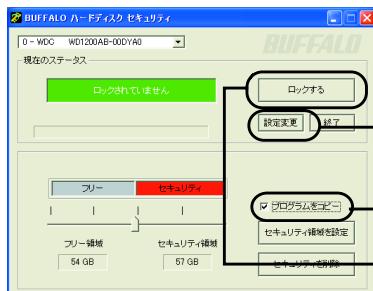 BUFFALO ハードディスク セキュリティ
0 - WDC WD1200AB-00DYA0
BUFFALO
現在のステータス
ロックされていません
ロックする
設定変更
終了
フリー
セキュリティ
プログラムをコピー
フリー領域
セキュリティ領域
セキュリティ領域を設定
54 GB
57 GB
セキュリティを削除